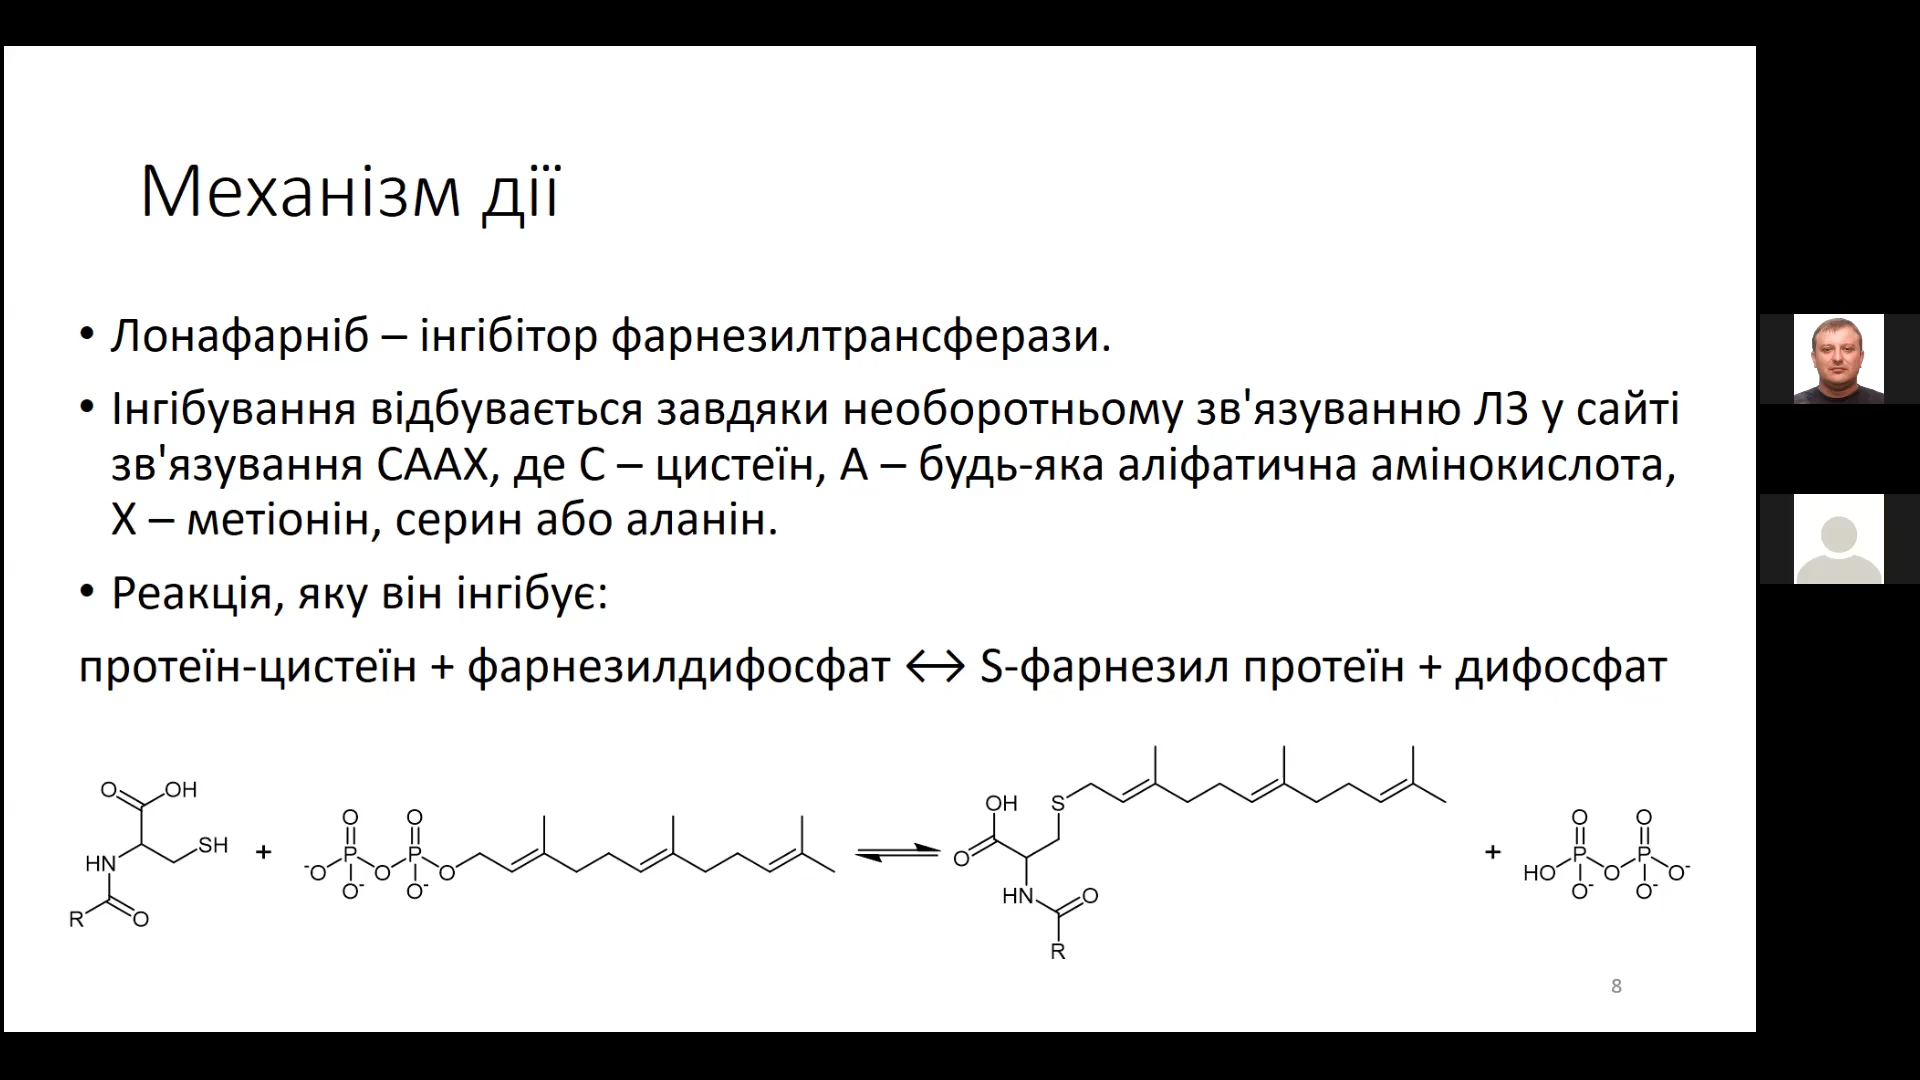 Механізм дії
• Лонафарніб – інгібітор фарнезилтрансферази.
• Інгібування відбувається завдяки необоротньому зв'язуванню ЛЗ у сайті
зв'язування СААХ, де С – цистеїн, А – будь-яка аліфатична амінокислота,
Х – метіонін, серин або аланін.
• Реакція, яку він інгібує:
протеїн-цистеїн + фарнезилдифосфат ↔ S-фарнезил протеїн + дифосфат
O OH
SH
HN
R O
+
O O
P P
-O O O
O- O-
OH S
O
HN O
R
+
O O
P P
HO O O-
O- O-
8